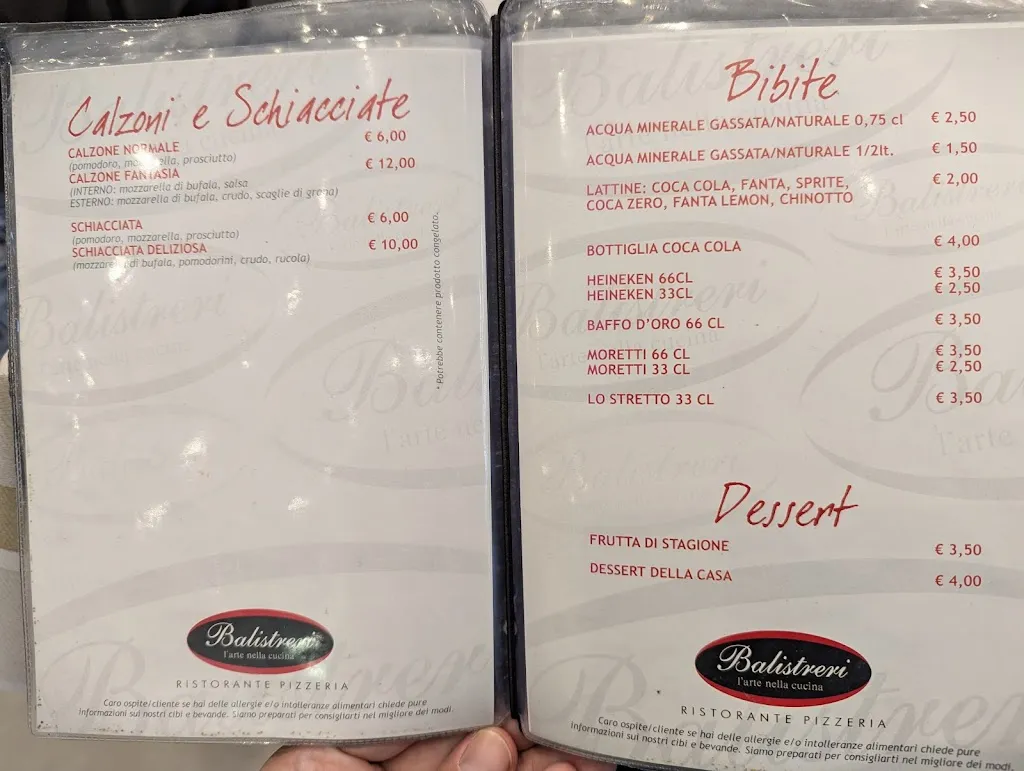 Calzoni e Schiacciate
CALZONE NORMALE € 6,00
(pomodoro, mozzarella, prosciutto)
CALZONE FANTASIA € 12,00
(INTERNO: mozzarella di bufala, salsa
ESTERNO: mozzarella di bufala, crudo, scaglie di grana)
SCHIACCIATA € 6,00
(pomodoro, mozzarella, prosciutto)
SCHIACCIATA DELIZIOSA € 10,00
(mozzarella di bufala, pomodorini, crudo, rucola)
* Potrebbe contenere prodotto congelato.
Balistreri
l'arte nella cucina
RISTORANTE PIZZERIA
Caro ospite/cliente se hai delle allergie e/o intolleranze alimentari chiede pure
informazioni sui nostri cibi e bevande. Siamo preparati per consigliarti nel migliore dei modi.
Bibite
ACQUA MINERALE GASSATA/NATURALE 0,75 cl € 2,50
ACQUA MINERALE GASSATA/NATURALE 1/2lt. € 1,50
LATTINE: COCA COLA, FANTA, SPRITE, € 2,00
COCA ZERO, FANTA LEMON, CHINOTTO
BOTTIGLIA COCA COLA € 4,00
HEINEKEN 66CL € 3,50
HEINEKEN 33CL € 2,50
BAFFO D'ORO 66 CL € 3,50
MORETTI 66 CL € 3,50
MORETTI 33 CL € 2,50
LO STRETTO 33 CL € 3,50
Dessert
FRUTTA DI STAGIONE € 3,50
DESSERT DELLA CASA € 4,00
Balistreri
l'arte nella cucina
RISTORANTE PIZZERIA
Caro ospite/cliente se hai delle allergie e/o intolleranze alimentari chiede pure
informazioni sui nostri cibi e bevande. Siamo preparati per consigliarti nel migliore dei modi.